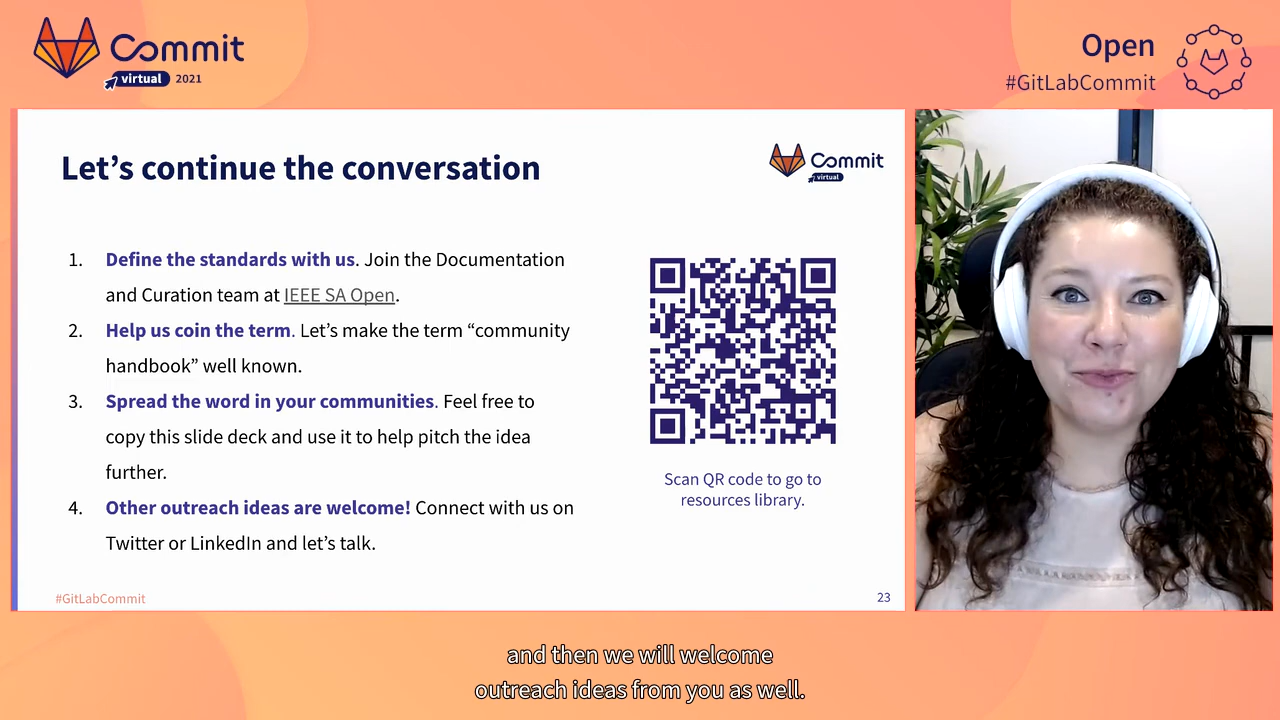 Commit
virtual 2021
Open
#GitLabCommit
Let’s continue the conversation
Commit
virtual
1. Define the standards with us. Join the Documentation
and Curation team at IEEE SA Open.
2. Help us coin the term. Let’s make the term “community
handbook” well known.
3. Spread the word in your communities. Feel free to
copy this slide deck and use it to help pitch the idea
further.
4. Other outreach ideas are welcome! Connect with us on
Twitter or LinkedIn and let’s talk.
Scan QR code to go to
resources library.
#GitLabCommit
23
and then we will welcome
outreach ideas from you as well.